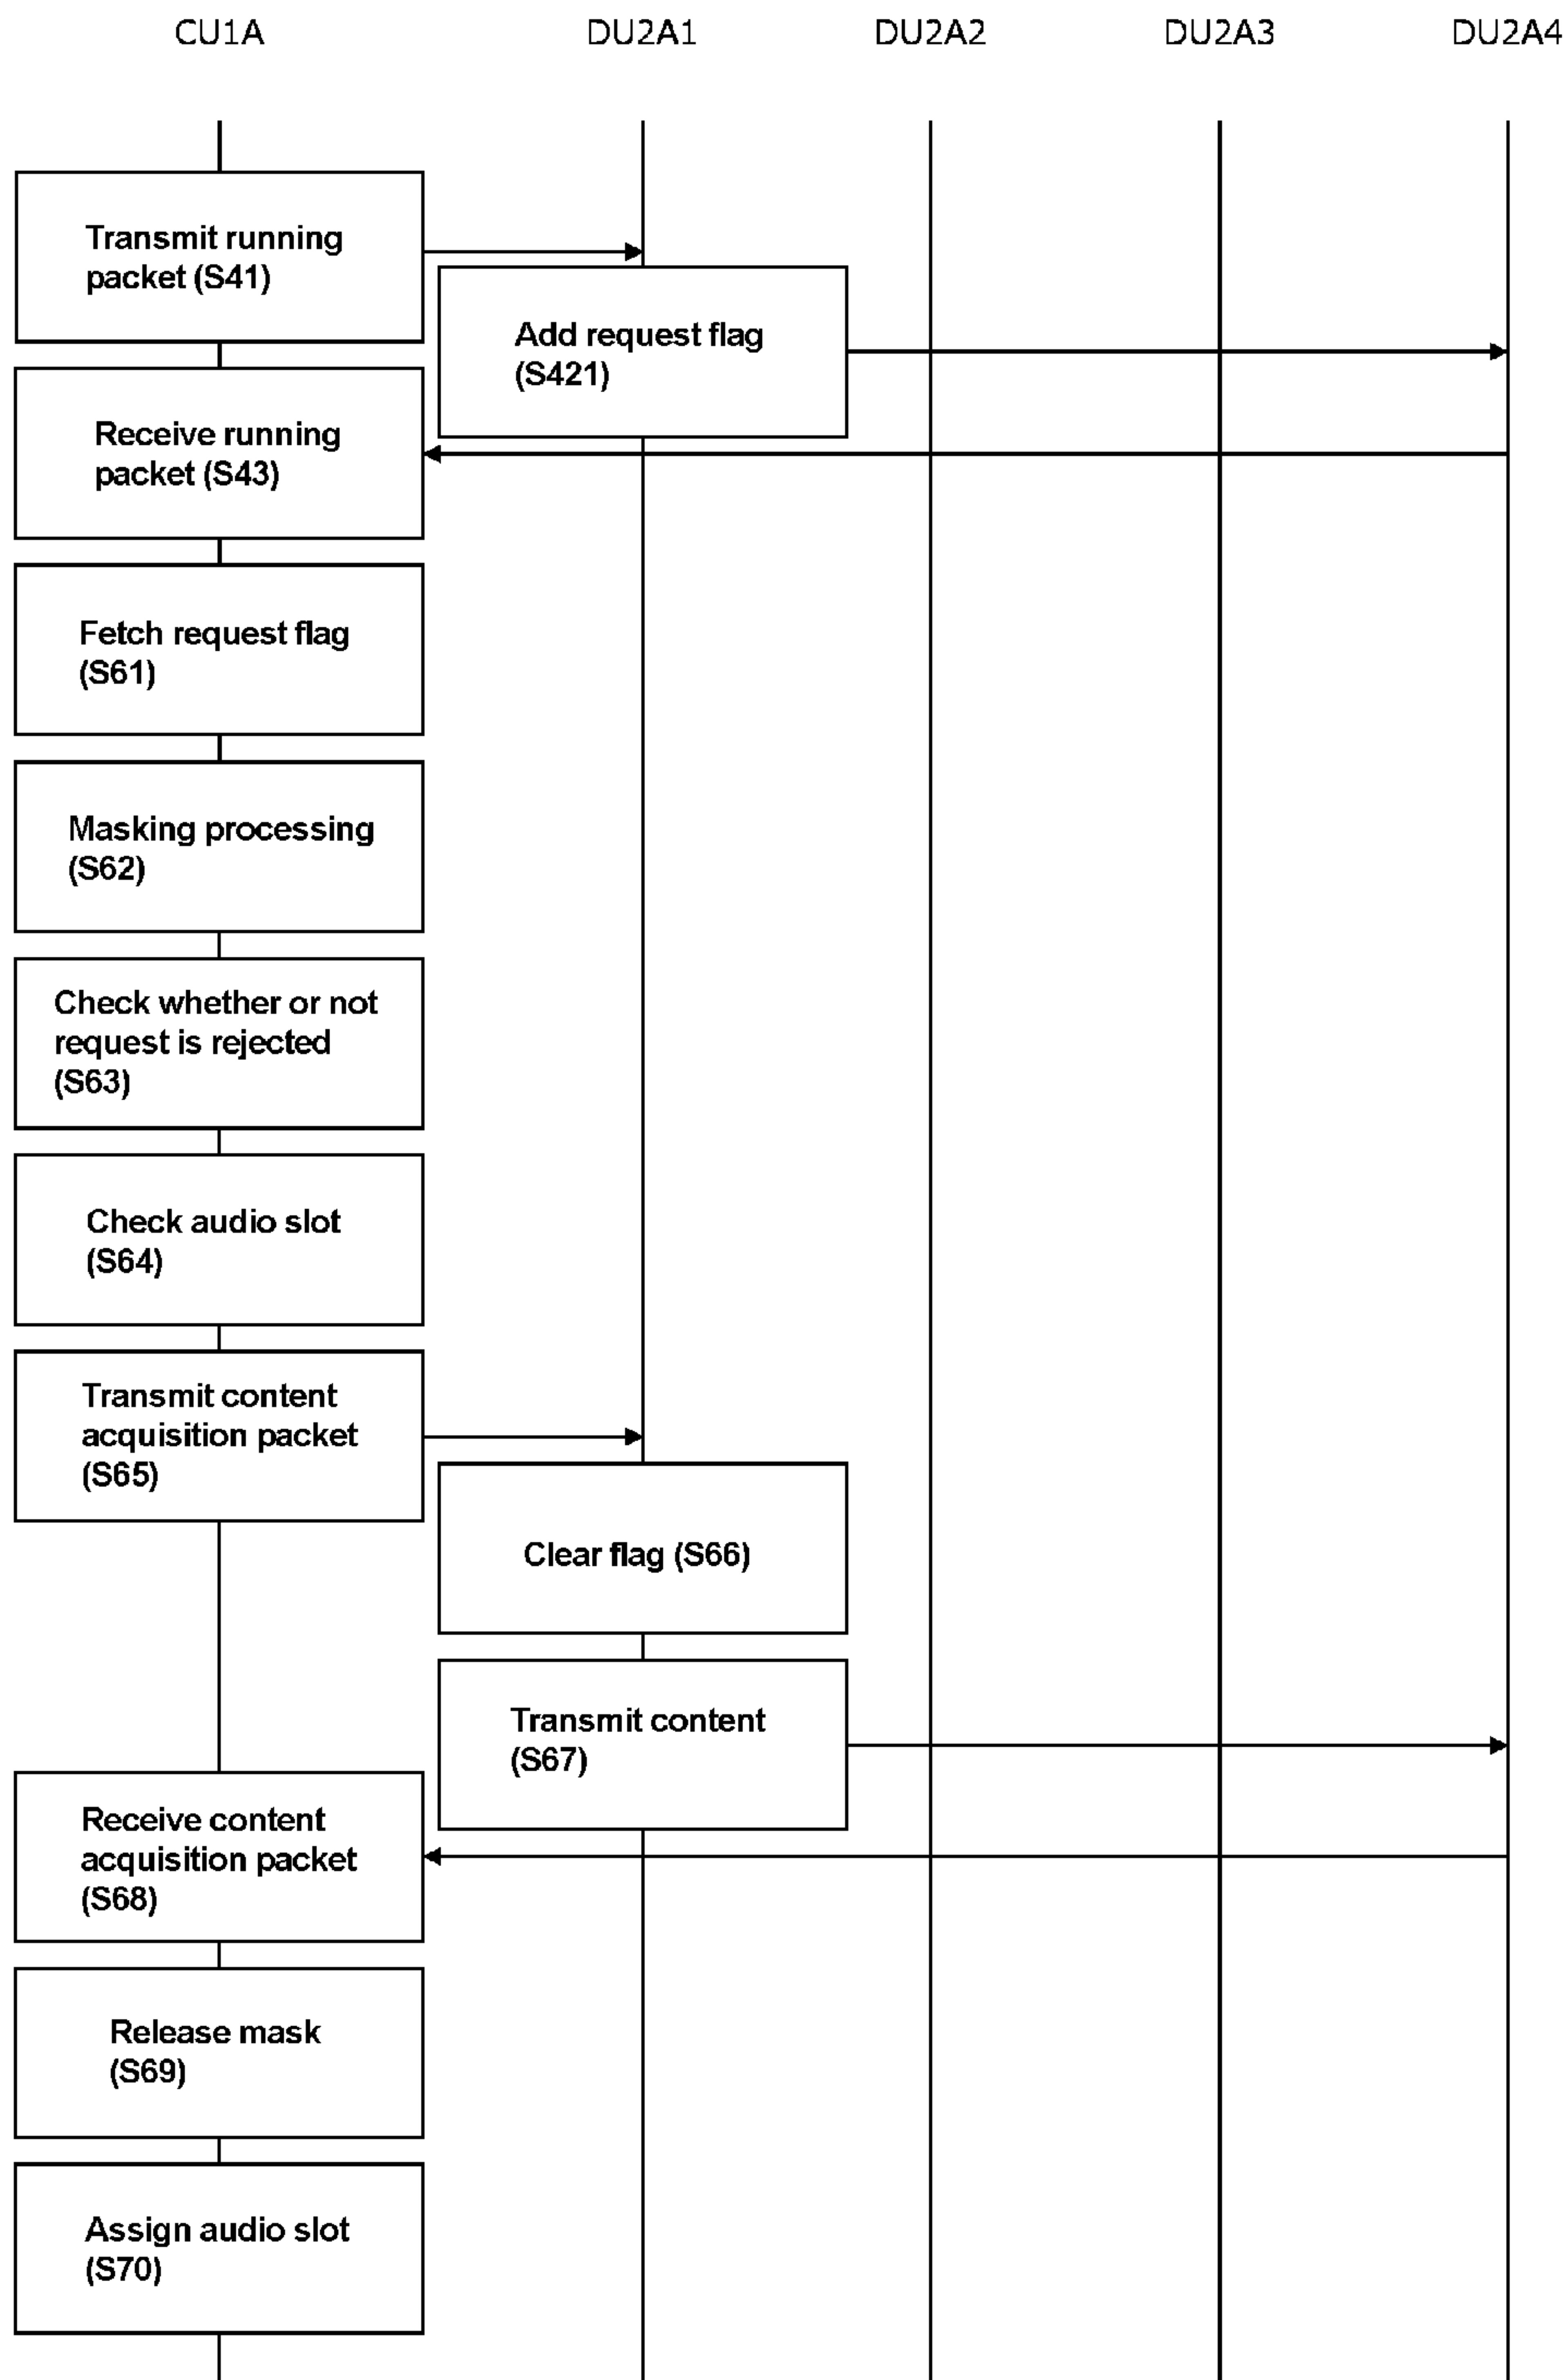 CU1A DU2A1 DU2A2 DU2A3 DU2A4
Transmit running
packet (S41)
Add request flag
(S421)
Receive running
packet (S43)
Fetch request flag
(S61)
Masking processing
(S62)
Check whether or not
request is rejected
(S63)
Check audio slot
(S64)
Transmit content
acquisition packet
(S65)
Clear flag (S66)
Transmit content
(S67)
Receive content
acquisition packet
(S68)
Release mask
(S69)
Assign audio slot
(S70)